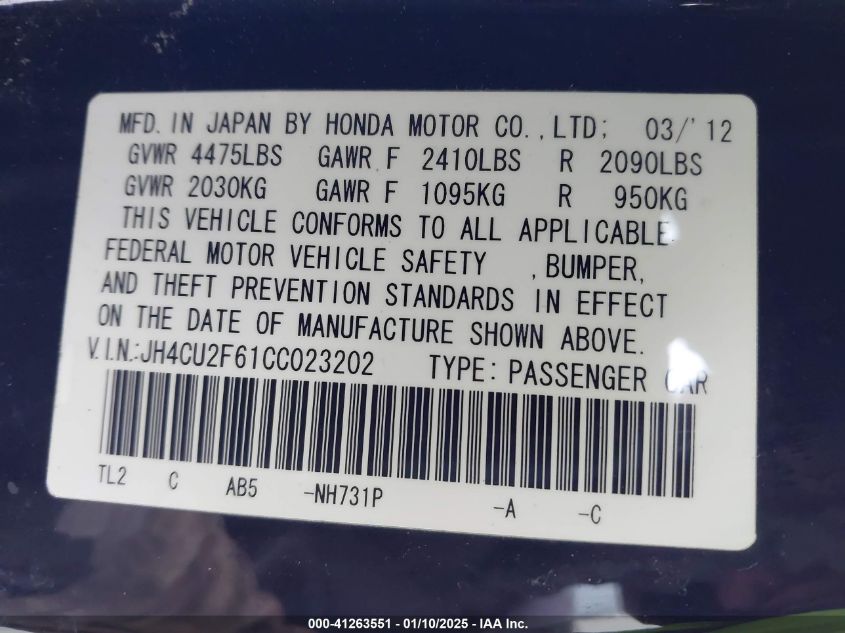 MFD. IN JAPAN BY HONDA MOTOR CO., LTD; 03/'12
GVWR 4475LBS GAWR F 2410LBS R 2090LBS
GVWR 2030KG GAWR F 1095KG R 950KG
THIS VEHICLE CONFORMS TO ALL APPLICABLE
FEDERAL MOTOR VEHICLE SAFETY , BUMPER,
AND THEFT PREVENTION STANDARDS IN EFFECT
ON THE DATE OF MANUFACTURE SHOWN ABOVE.
V.I.N.:JH4CU2F61CC023202 TYPE: PASSENGER CAR
TL2 C AB5 -NH731P -A -C
000-41263551 - 01/10/2025 - IAA Inc.